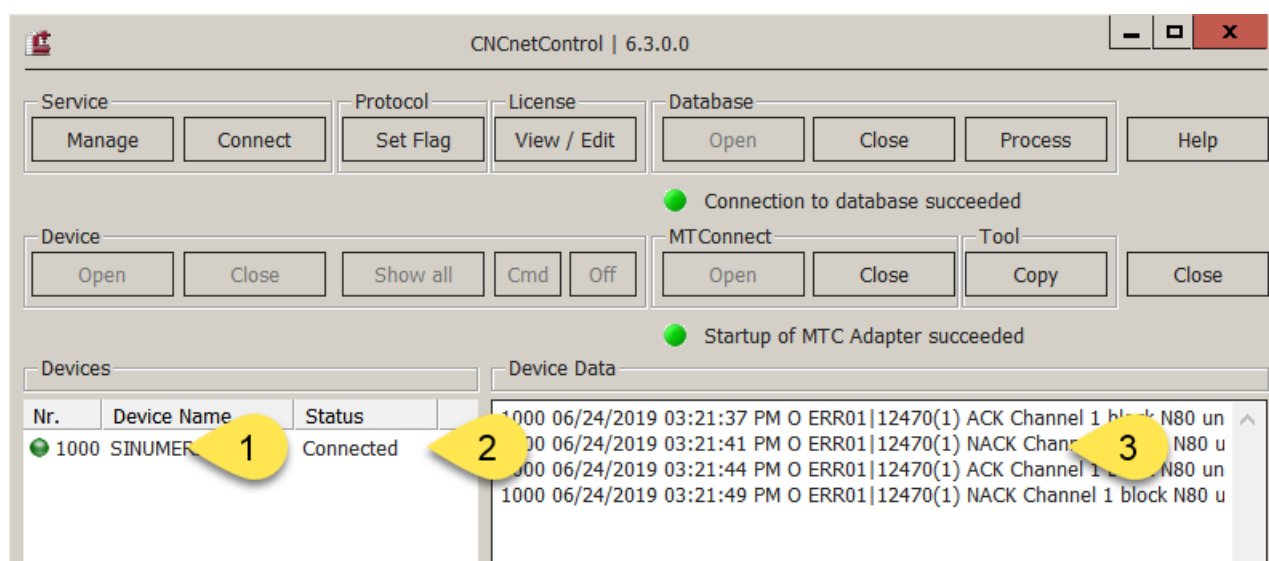 CNCnetControl | 6.3.0.0
Service Protocol License Database
Manage Connect Set Flag View / Edit Open Close Process Help
Connection to database succeeded
Device MTConnect Tool
Open Close Show all Cmd Off Open Close Copy Close
Startup of MTC Adapter succeeded
Devices Device Data
Nr. Device Name Status
1000 SINUMER 1 Connected 2
1000 06/24/2019 03:21:37 PM O ERR01|12470(1) ACK Channel 1 block N80 un
1000 06/24/2019 03:21:41 PM O ERR01|12470(1) NACK Chann 3 N80 u
1000 06/24/2019 03:21:44 PM O ERR01|12470(1) ACK Channel 1 block N80 un
1000 06/24/2019 03:21:49 PM O ERR01|12470(1) NACK Channel 1 block N80 u